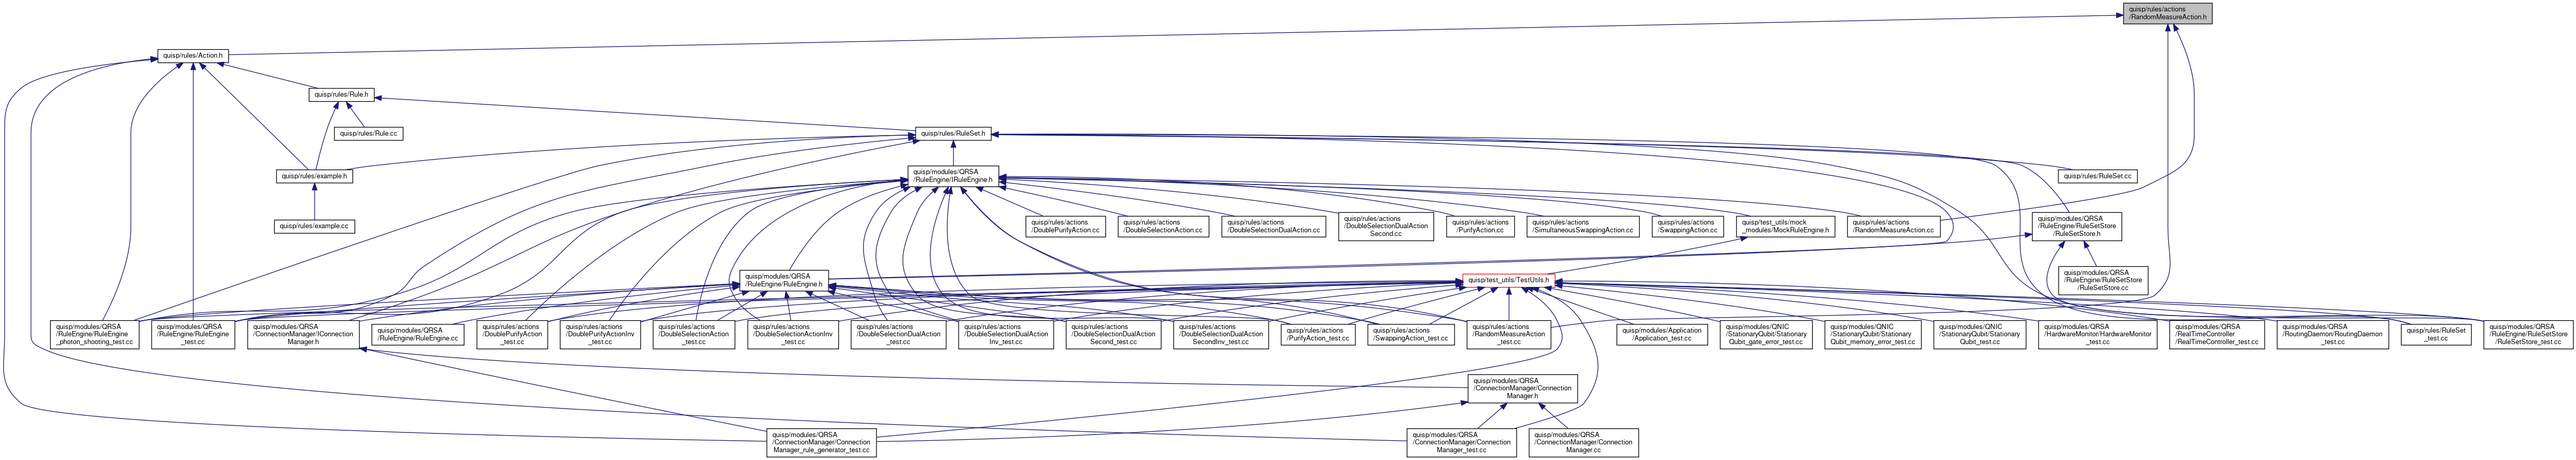 quisp/rules/actions
/RandomMeasureAction.h
quisp/rules/Action.h
quisp/rules/Rule.h
quisp/rules/Rule.cc
quisp/rules/RuleSet.h
quisp/rules/example.h
quisp/modules/QRSA
/RuleEngine/IRuleEngine.h
quisp/rules/RuleSet.cc
quisp/rules/example.cc
quisp/rules/actions
/DoublePurifyAction.cc
quisp/rules/actions
/DoubleSelectionAction.cc
quisp/rules/actions
/DoubleSelectionDualAction.cc
quisp/rules/actions
/DoubleSelectionDualAction
Second.cc
quisp/rules/actions
/PurifyAction.cc
quisp/rules/actions
/SimultaneousSwappingAction.cc
quisp/rules/actions
/SwappingAction.cc
quisp/test_utils/mock
_modules/MockRuleEngine.h
quisp/rules/actions
/RandomMeasureAction.cc
quisp/modules/QRSA
/RuleEngine/RuleSetStore
/RuleSetStore.h
quisp/modules/QRSA
/RuleEngine/RuleEngine.h
quisp/test_utils/TestUtils.h
quisp/modules/QRSA
/RuleEngine/RuleSetStore
/RuleSetStore.cc
quisp/modules/QRSA
/RuleEngine/RuleEngine
_photon_shooting_test.cc
quisp/modules/QRSA
/RuleEngine/RuleEngine
_test.cc
quisp/modules/QRSA
/ConnectionManager/IConnection
Manager.h
quisp/modules/QRSA
/RuleEngine/RuleEngine.cc
quisp/rules/actions
/DoublePurifyAction
_test.cc
quisp/rules/actions
/DoublePurifyActionInv
_test.cc
quisp/rules/actions
/DoubleSelectionAction
_test.cc
quisp/rules/actions
/DoubleSelectionActionInv
_test.cc
quisp/rules/actions
/DoubleSelectionDualAction
_test.cc
quisp/rules/actions
/DoubleSelectionDualAction
Inv_test.cc
quisp/rules/actions
/DoubleSelectionDualAction
Second_test.cc
quisp/rules/actions
/DoubleSelectionDualAction
SecondInv_test.cc
quisp/rules/actions
/PurifyAction_test.cc
quisp/rules/actions
/SwappingAction_test.cc
quisp/rules/actions
/RandomMeasureAction
_test.cc
quisp/modules/Application
/Application_test.cc
quisp/modules/QNIC
/StationaryQubit/Stationary
Qubit_gate_error_test.cc
quisp/modules/QNIC
/StationaryQubit/Stationary
Qubit_memory_error_test.cc
quisp/modules/QNIC
/StationaryQubit/Stationary
Qubit_test.cc
quisp/modules/QRSA
/HardwareMonitor/HardwareMonitor
_test.cc
quisp/modules/QRSA
/RealTimeController
/RealTimeController_test.cc
quisp/modules/QRSA
/RoutingDaemon/RoutingDaemon
_test.cc
quisp/rules/RuleSet
_test.cc
quisp/modules/QRSA
/RuleEngine/RuleSetStore
/RuleSetStore_test.cc
quisp/modules/QRSA
/ConnectionManager/Connection
Manager.h
quisp/modules/QRSA
/ConnectionManager/Connection
Manager_rule_generator_test.cc
quisp/modules/QRSA
/ConnectionManager/Connection
Manager_test.cc
quisp/modules/QRSA
/ConnectionManager/Connection
Manager.cc